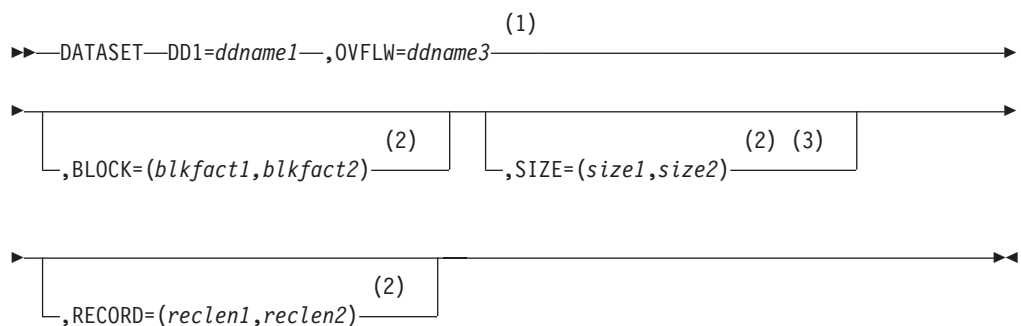 (1)
DATASET DD1=ddname1 ,OVFLW=ddname3
(2) (2) (3)
,BLOCK=(blkfact1,blkfact2) ,SIZE=(size1,size2)
(2)
,RECORD=(reclen1,reclen2)